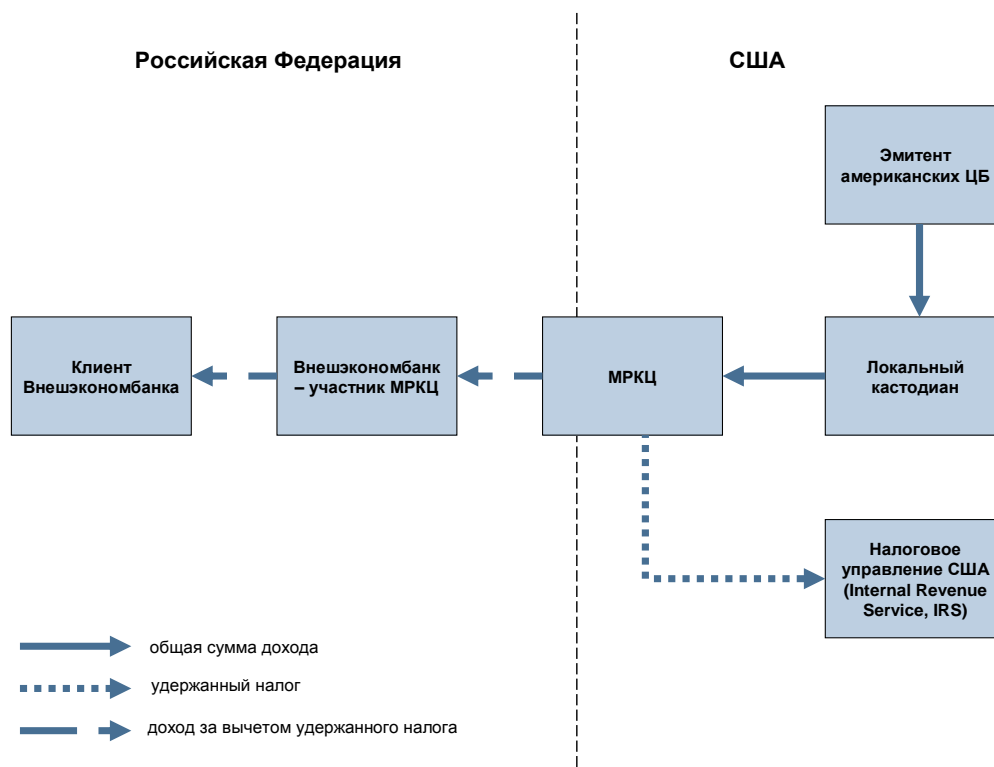 Российская Федерация
США
Эмитент
американских ЦБ
Клиент
Внешэкономбанка
Внешэкономбанк
– участник МРКЦ
МРКЦ
Локальный
кастодиан
Налоговое
управление США
(Internal Revenue
Service, IRS)
общая сумма дохода
удержанный налог
доход за вычетом удержанного налога